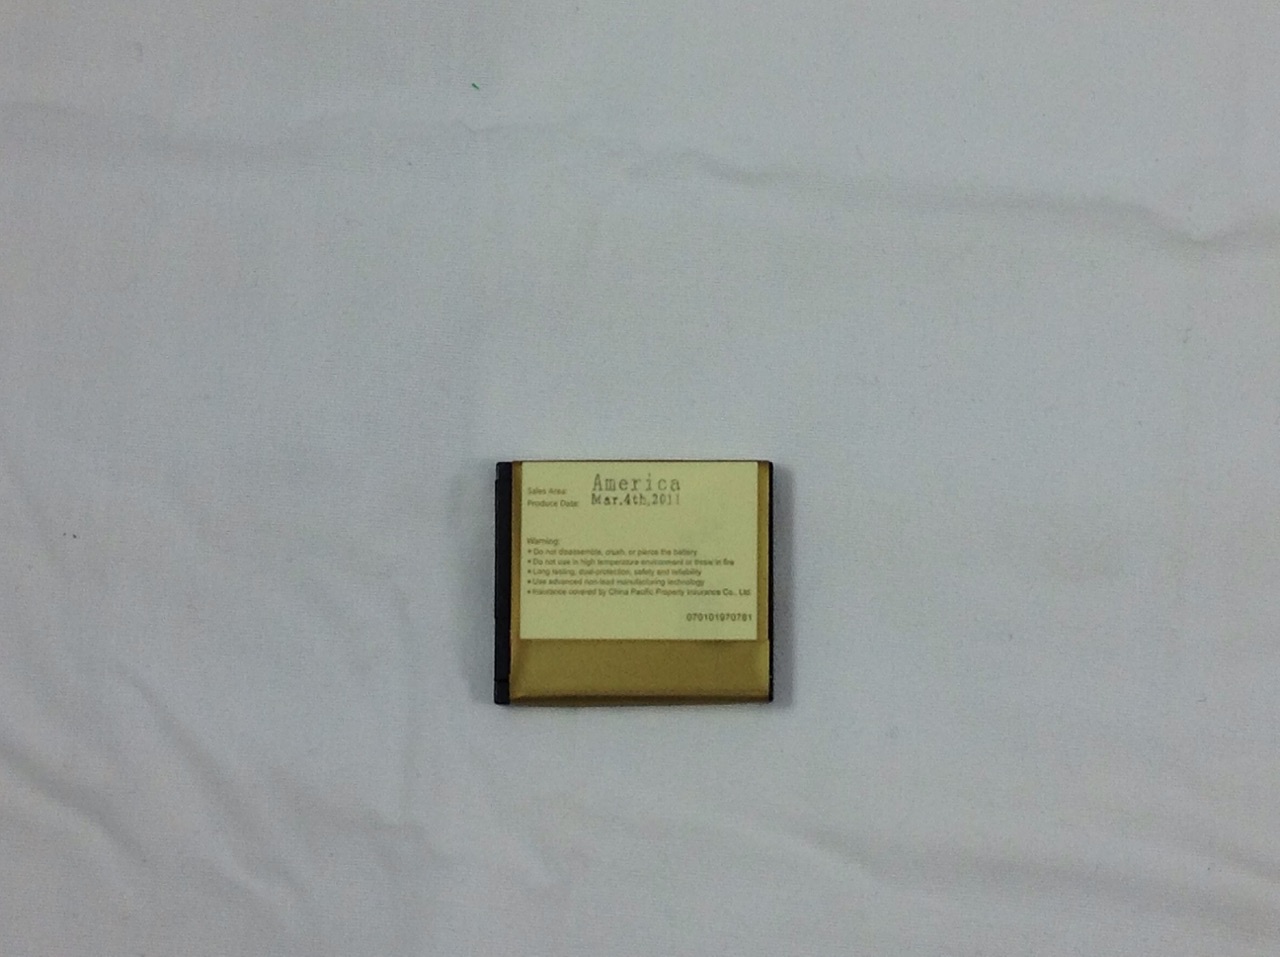 Sales Area: America
Produce Date: Mar.4th,2011
Warning:
• Do not disassemble, crush, or pierce the battery
• Do not use in high temperature environment or throw in fire
• Long lasting, dual-protection, safety and reliability
• Use advanced non-lead manufacturing technology
• Insurance covered by China Pacific Property Insurance Co., Ltd.
070101970781